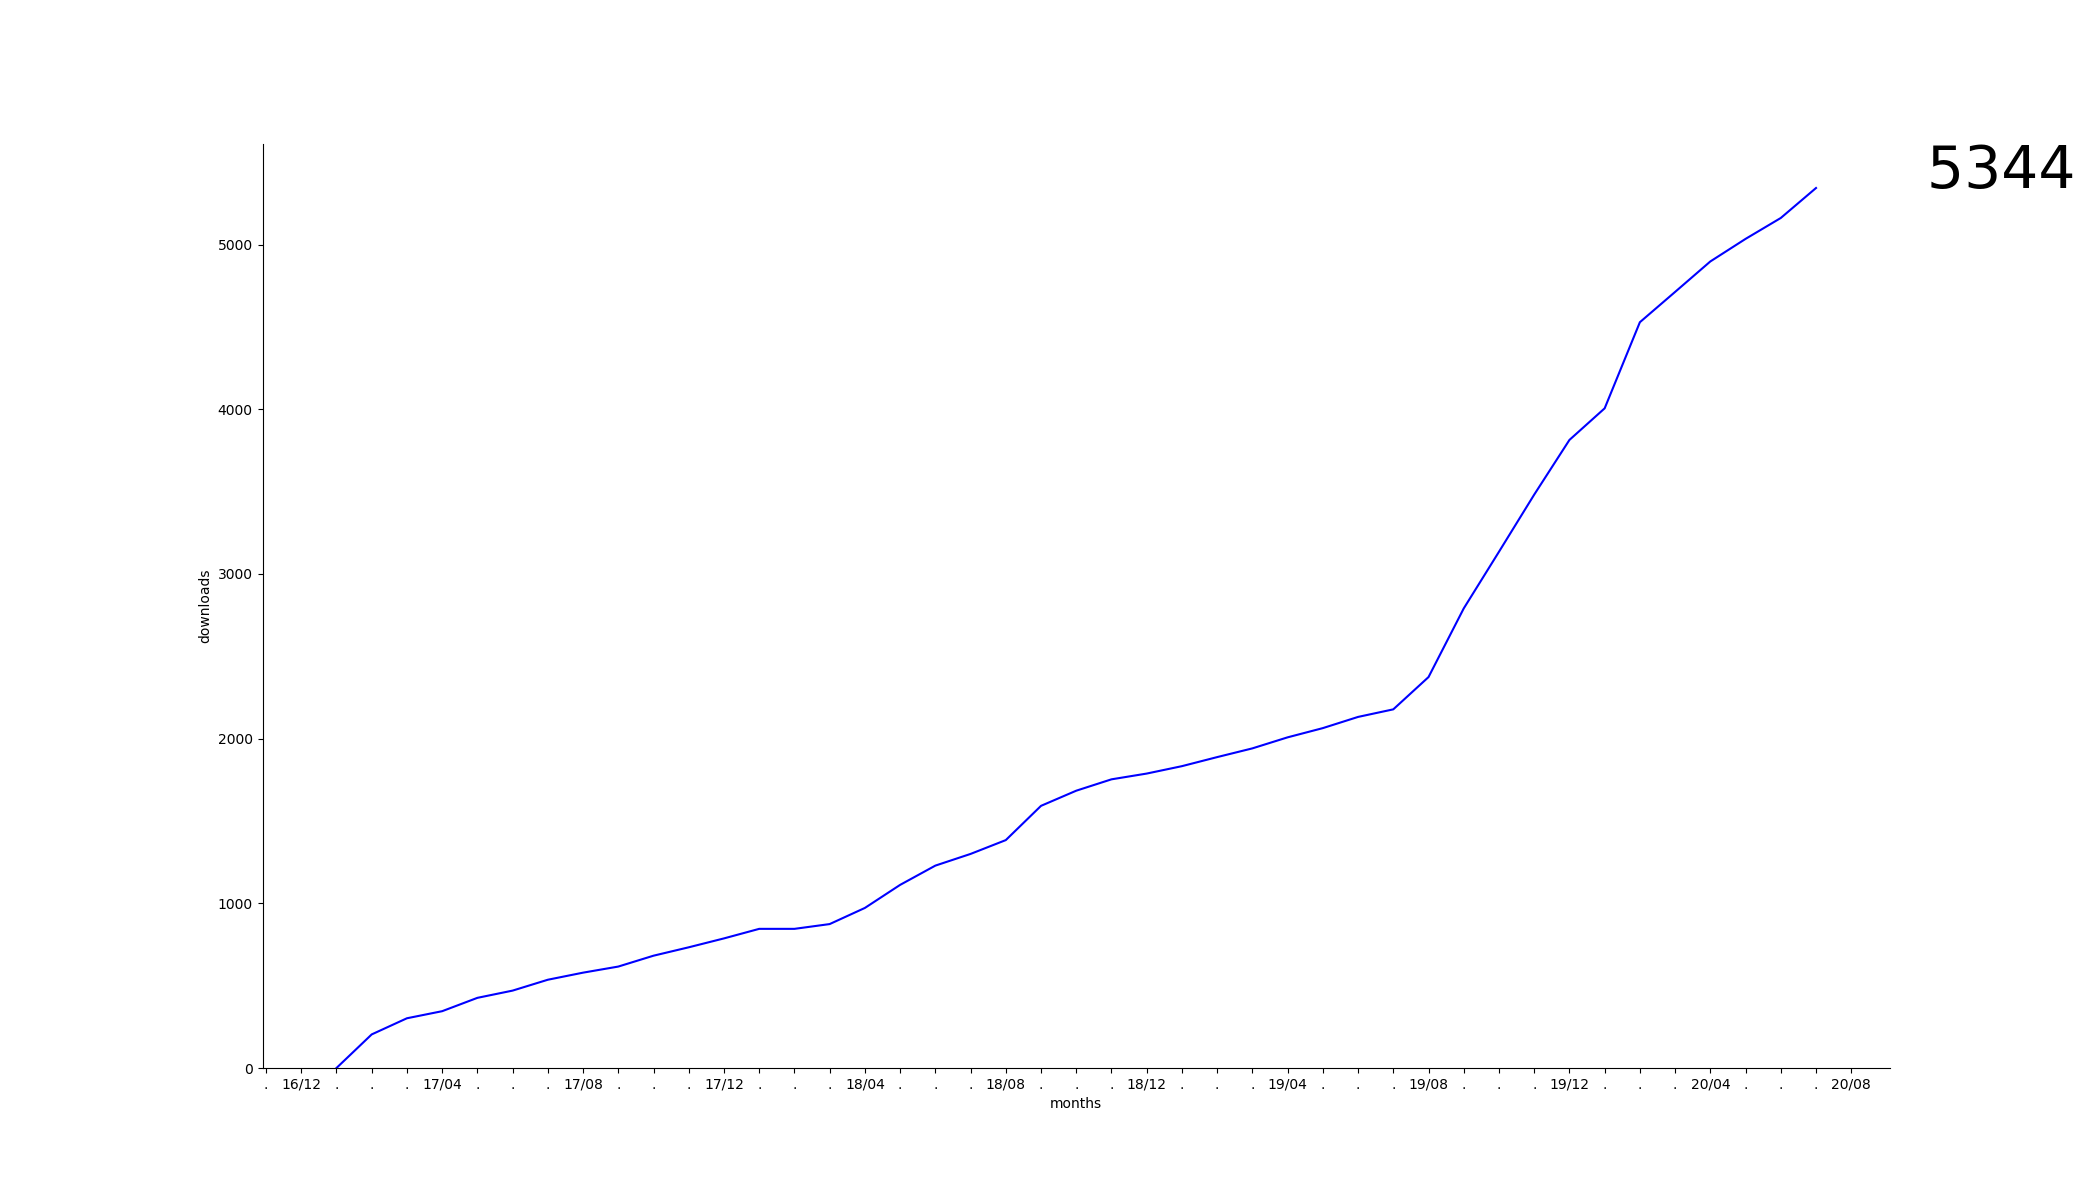 5344
5000
4000
3000
2000
1000
0
downloads
. 16/12 . . . 17/04 . . . 17/08 . . . 17/12 . . . 18/04 . . . 18/08 . . . 18/12 . . . 19/04 . . . 19/08 . . . 19/12 . . . 20/04 . . . 20/08
months